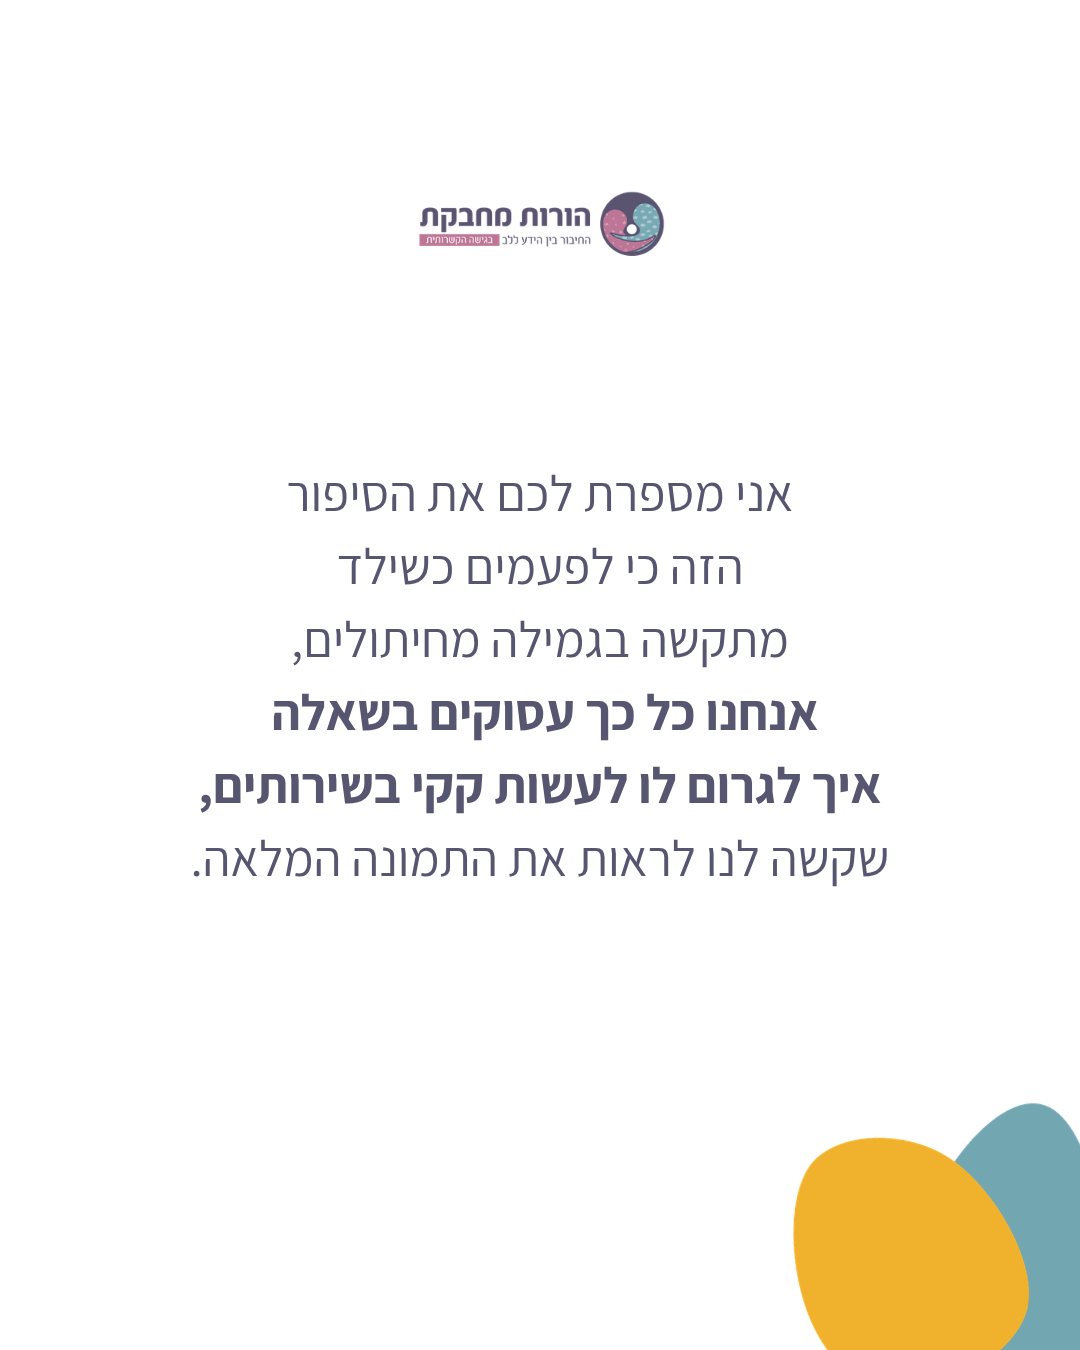 הורות מחבקת
החיבור בין הידע ללב בגישה הקשרותית
אני מספרת לכם את הסיפור
הזה כי לפעמים כשילד
מתקשה בגמילה מחיתולים,
אנחנו כל כך עסוקים בשאלה
איך לגרום לו לעשות קקי בשירותים,
שקשה לנו לראות את התמונה המלאה.